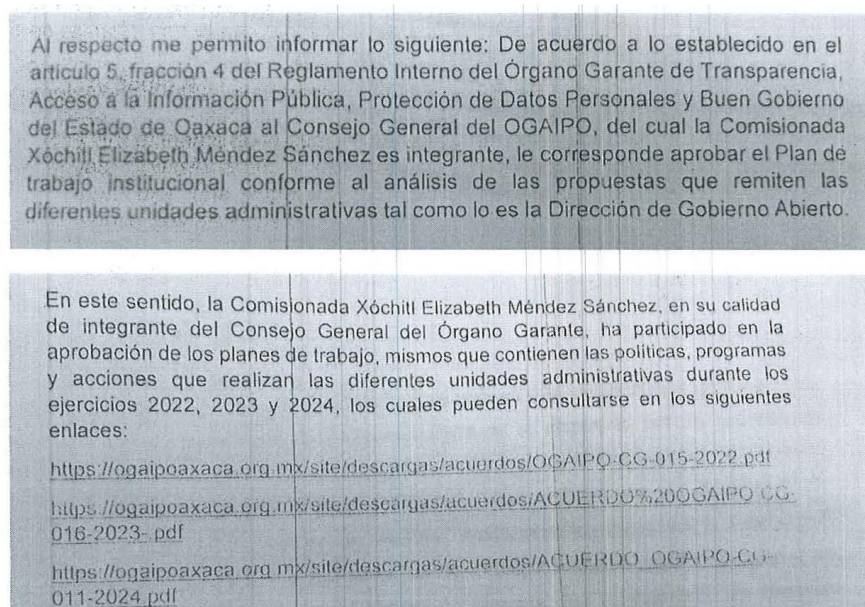 Al respecto me permito informar lo siguiente: De acuerdo a lo establecido en el
artículo 5, fracción 4 del Reglamento Interno del Órgano Garante de Transparencia,
Acceso a la Información Pública, Protección de Datos Personales y Buen Gobierno
del Estado de Oaxaca al Consejo General del OGAIPO, del cual la Comisionada
Xóchitl Elizabeth Méndez Sánchez es integrante, le corresponde aprobar el Plan de
trabajo institucional conforme al análisis de las propuestas que remiten las
diferentes unidades administrativas tal como lo es la Dirección de Gobierno Abierto.
En este sentido, la Comisionada Xóchitl Elizabeth Méndez Sánchez, en su calidad
de integrante del Consejo General del Órgano Garante, ha participado en la
aprobación de los planes de trabajo, mismos que contienen las políticas, programas
y acciones que realizan las diferentes unidades administrativas durante los
ejercicios 2022, 2023 y 2024, los cuales pueden consultarse en los siguientes
enlaces:
https://ogaipoaxaca.org.mx/site/descargas/acuerdos/OGAIPO-CG-015-2022.pdf
https://ogaipoaxaca.org.mx/site/descargas/acuerdos/ACUERDO%20OGAIPO CG-
016-2023-.pdf
https://ogaipoaxaca.org.mx/site/descargas/acuerdos/ACUERDO_OGAIPO-CG-
011-2024.pdf